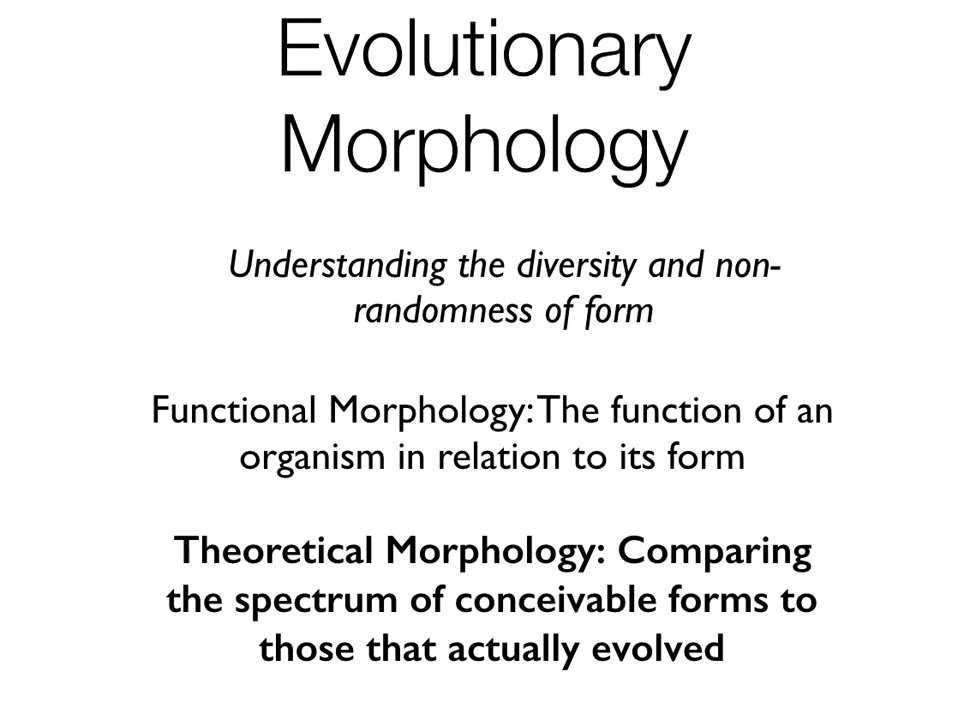 Evolutionary
Morphology
Understanding the diversity and non-
randomness of form
Functional Morphology: The function of an
organism in relation to its form
Theoretical Morphology: Comparing
the spectrum of conceivable forms to
those that actually evolved